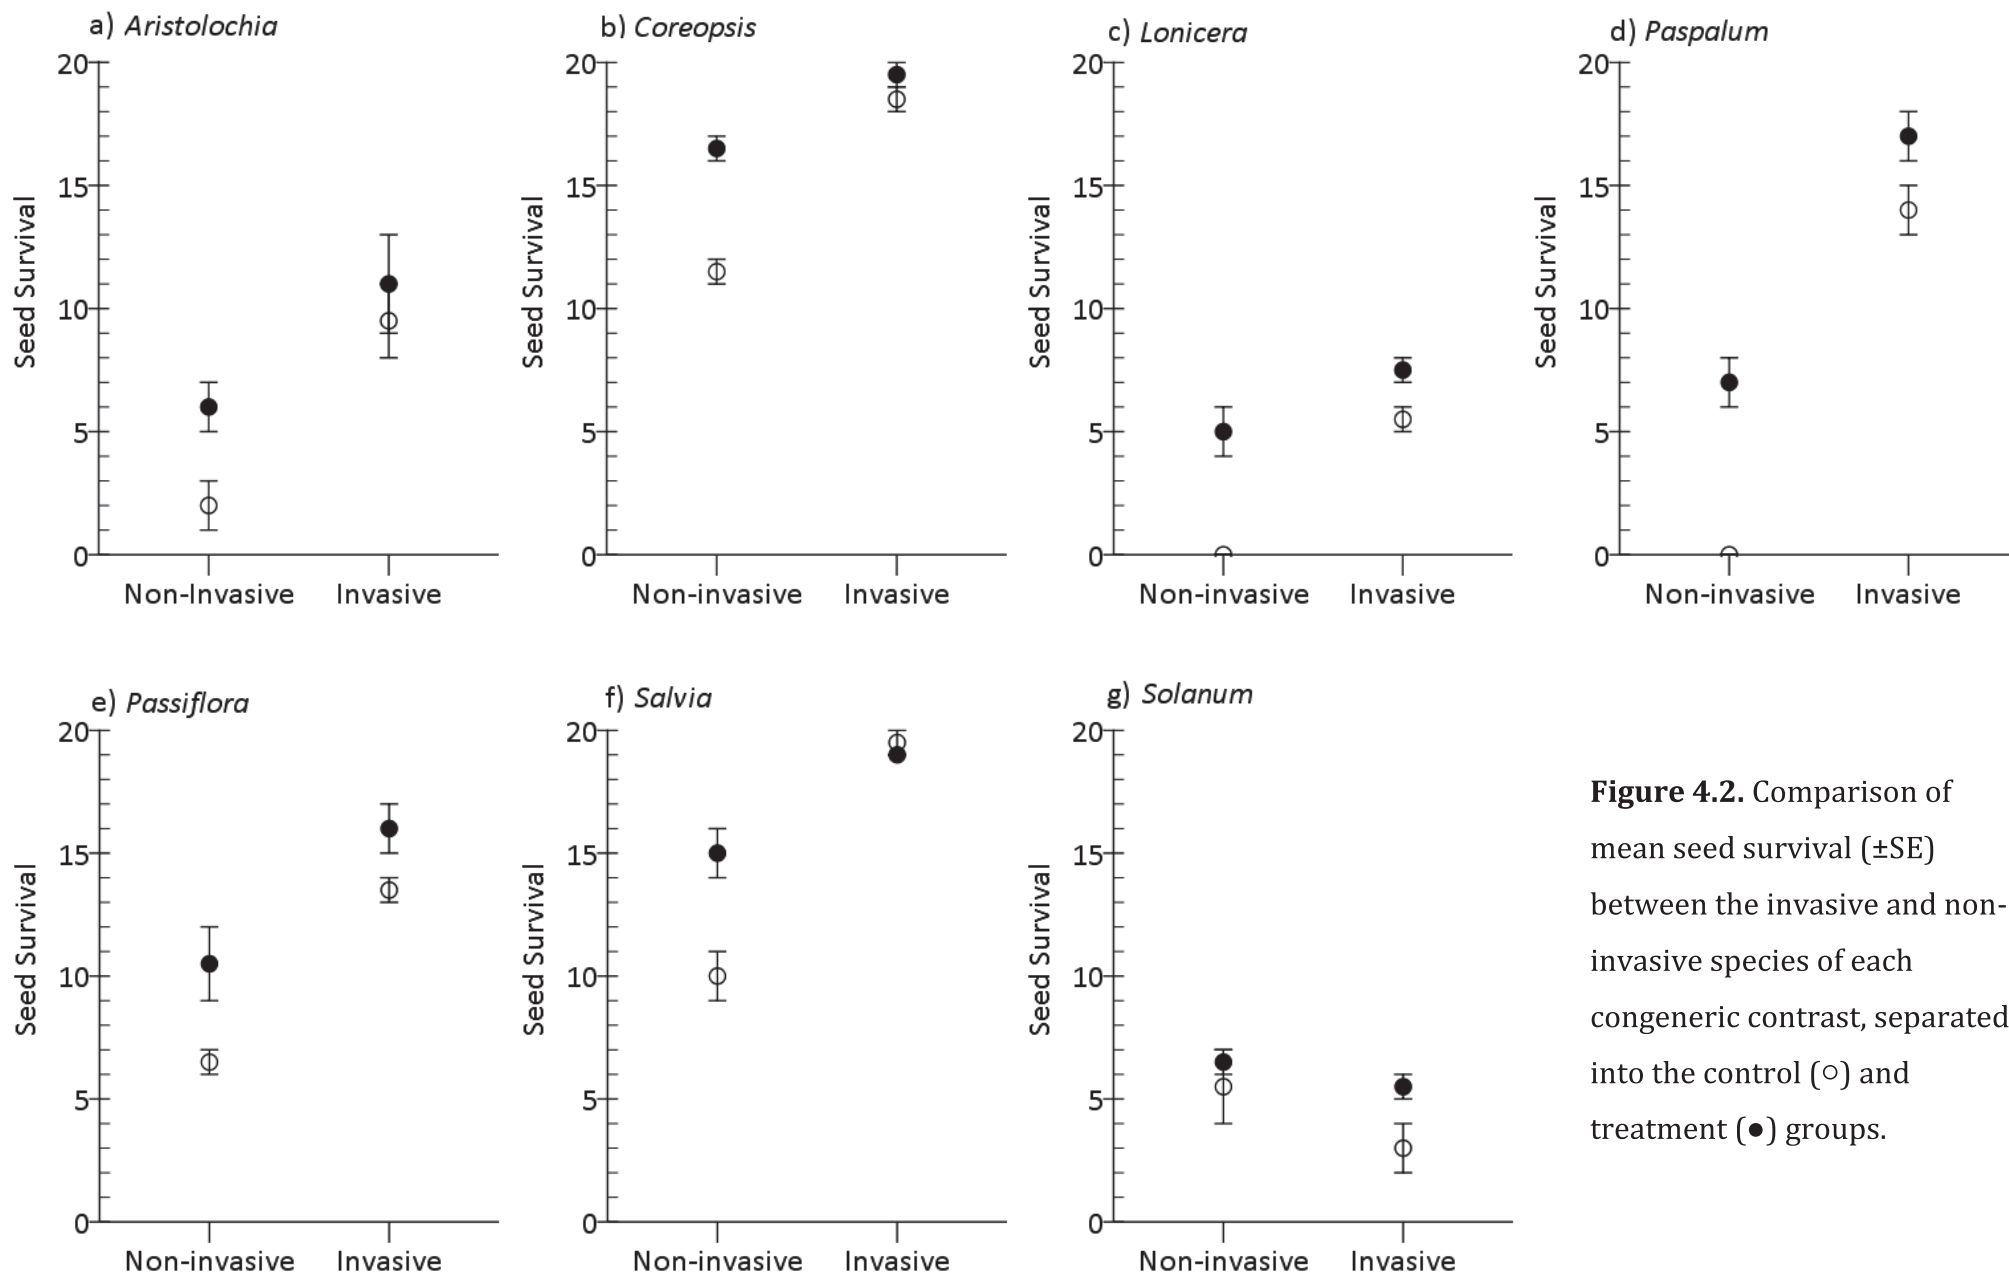 a) Aristolochia
20
15
10
5
0
Seed Survival
Non-Invasive Invasive
b) Coreopsis
20
15
10
5
0
Seed Survival
Non-invasive Invasive
c) Lonicera
20
15
10
5
0
Seed Survival
Non-invasive Invasive
d) Paspalum
20
15
10
5
0
Seed Survival
Non-invasive Invasive
e) Passiflora
20
15
10
5
0
Seed Survival
Non-invasive Invasive
f) Salvia
20
15
10
5
0
Seed Survival
Non-invasive Invasive
g) Solanum
20
15
10
5
0
Seed Survival
Non-invasive Invasive
Figure 4.2. Comparison of
mean seed survival (±SE)
between the invasive and non-
invasive species of each
congeneric contrast, separated
into the control (○) and
treatment (●) groups.